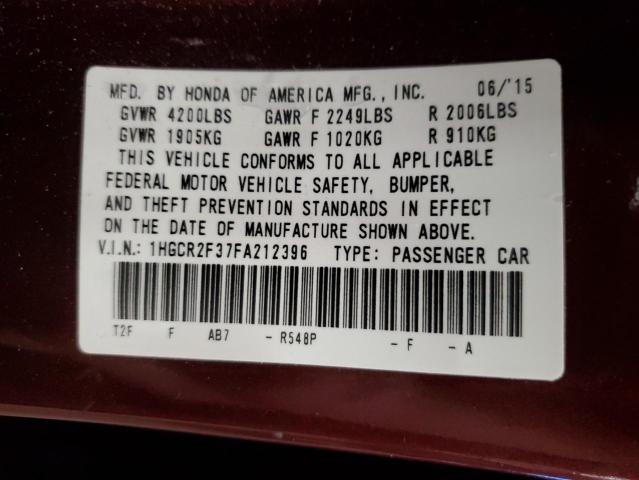 MFD. BY HONDA OF AMERICA MFG., INC. 06/'15
GVWR 4200LBS GAWR F 2249LBS R 2006LBS
GVWR 1905KG GAWR F 1020KG R 910KG
THIS VEHICLE CONFORMS TO ALL APPLICABLE
FEDERAL MOTOR VEHICLE SAFETY, BUMPER,
AND THEFT PREVENTION STANDARDS IN EFFECT
ON THE DATE OF MANUFACTURE SHOWN ABOVE.
V.I.N.: 1HGCR2F37FA212396 TYPE: PASSENGER CAR
T2F F AB7 - R548P - F - A